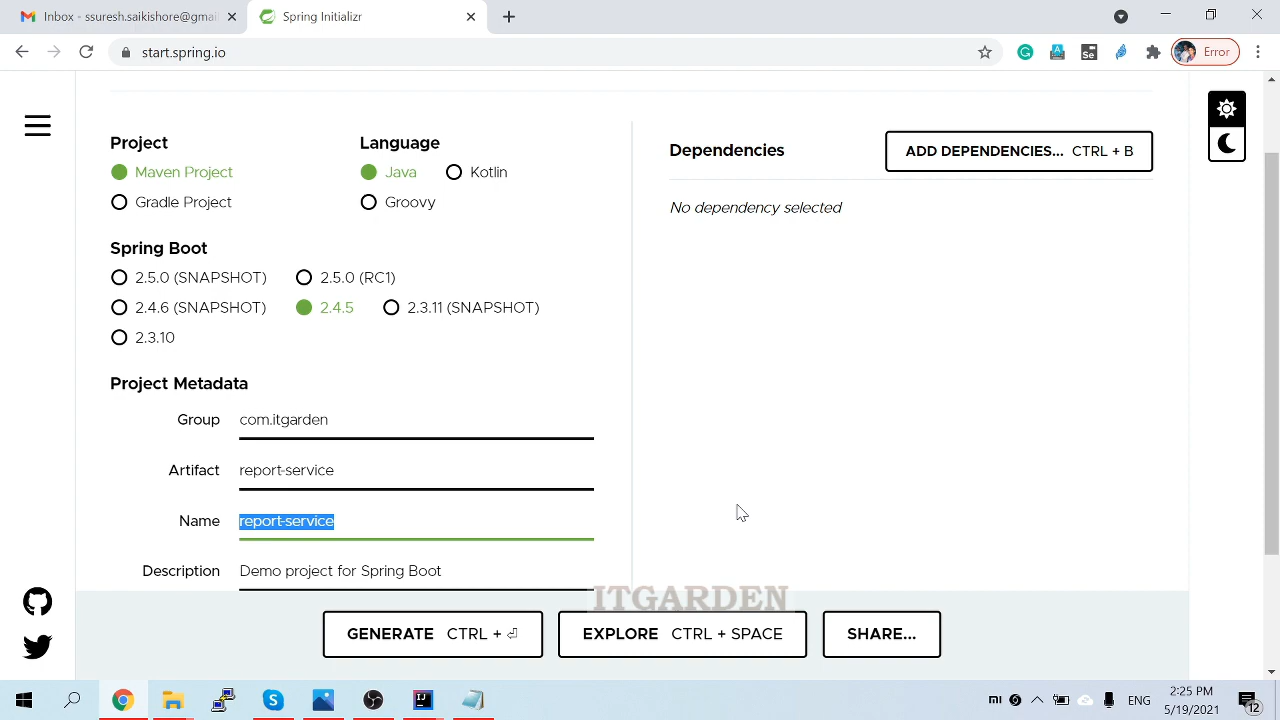 Inbox - ssuresh.saikishore@gmai
Spring Initializr
start.spring.io
Error
Project
Language
Maven Project
Java
Kotlin
Gradle Project
Groovy
Dependencies
ADD DEPENDENCIES... CTRL + B
No dependency selected
Spring Boot
2.5.0 (SNAPSHOT)
2.5.0 (RC1)
2.4.6 (SNAPSHOT)
2.4.5
2.3.11 (SNAPSHOT)
2.3.10
Project Metadata
Group com.itgarden
Artifact report-service
Name report-service
Description Demo project for Spring Boot
ITGARDEN
GENERATE CTRL + ⏎
EXPLORE CTRL + SPACE
SHARE...
ENG
2:25 PM
5/19/2021
12